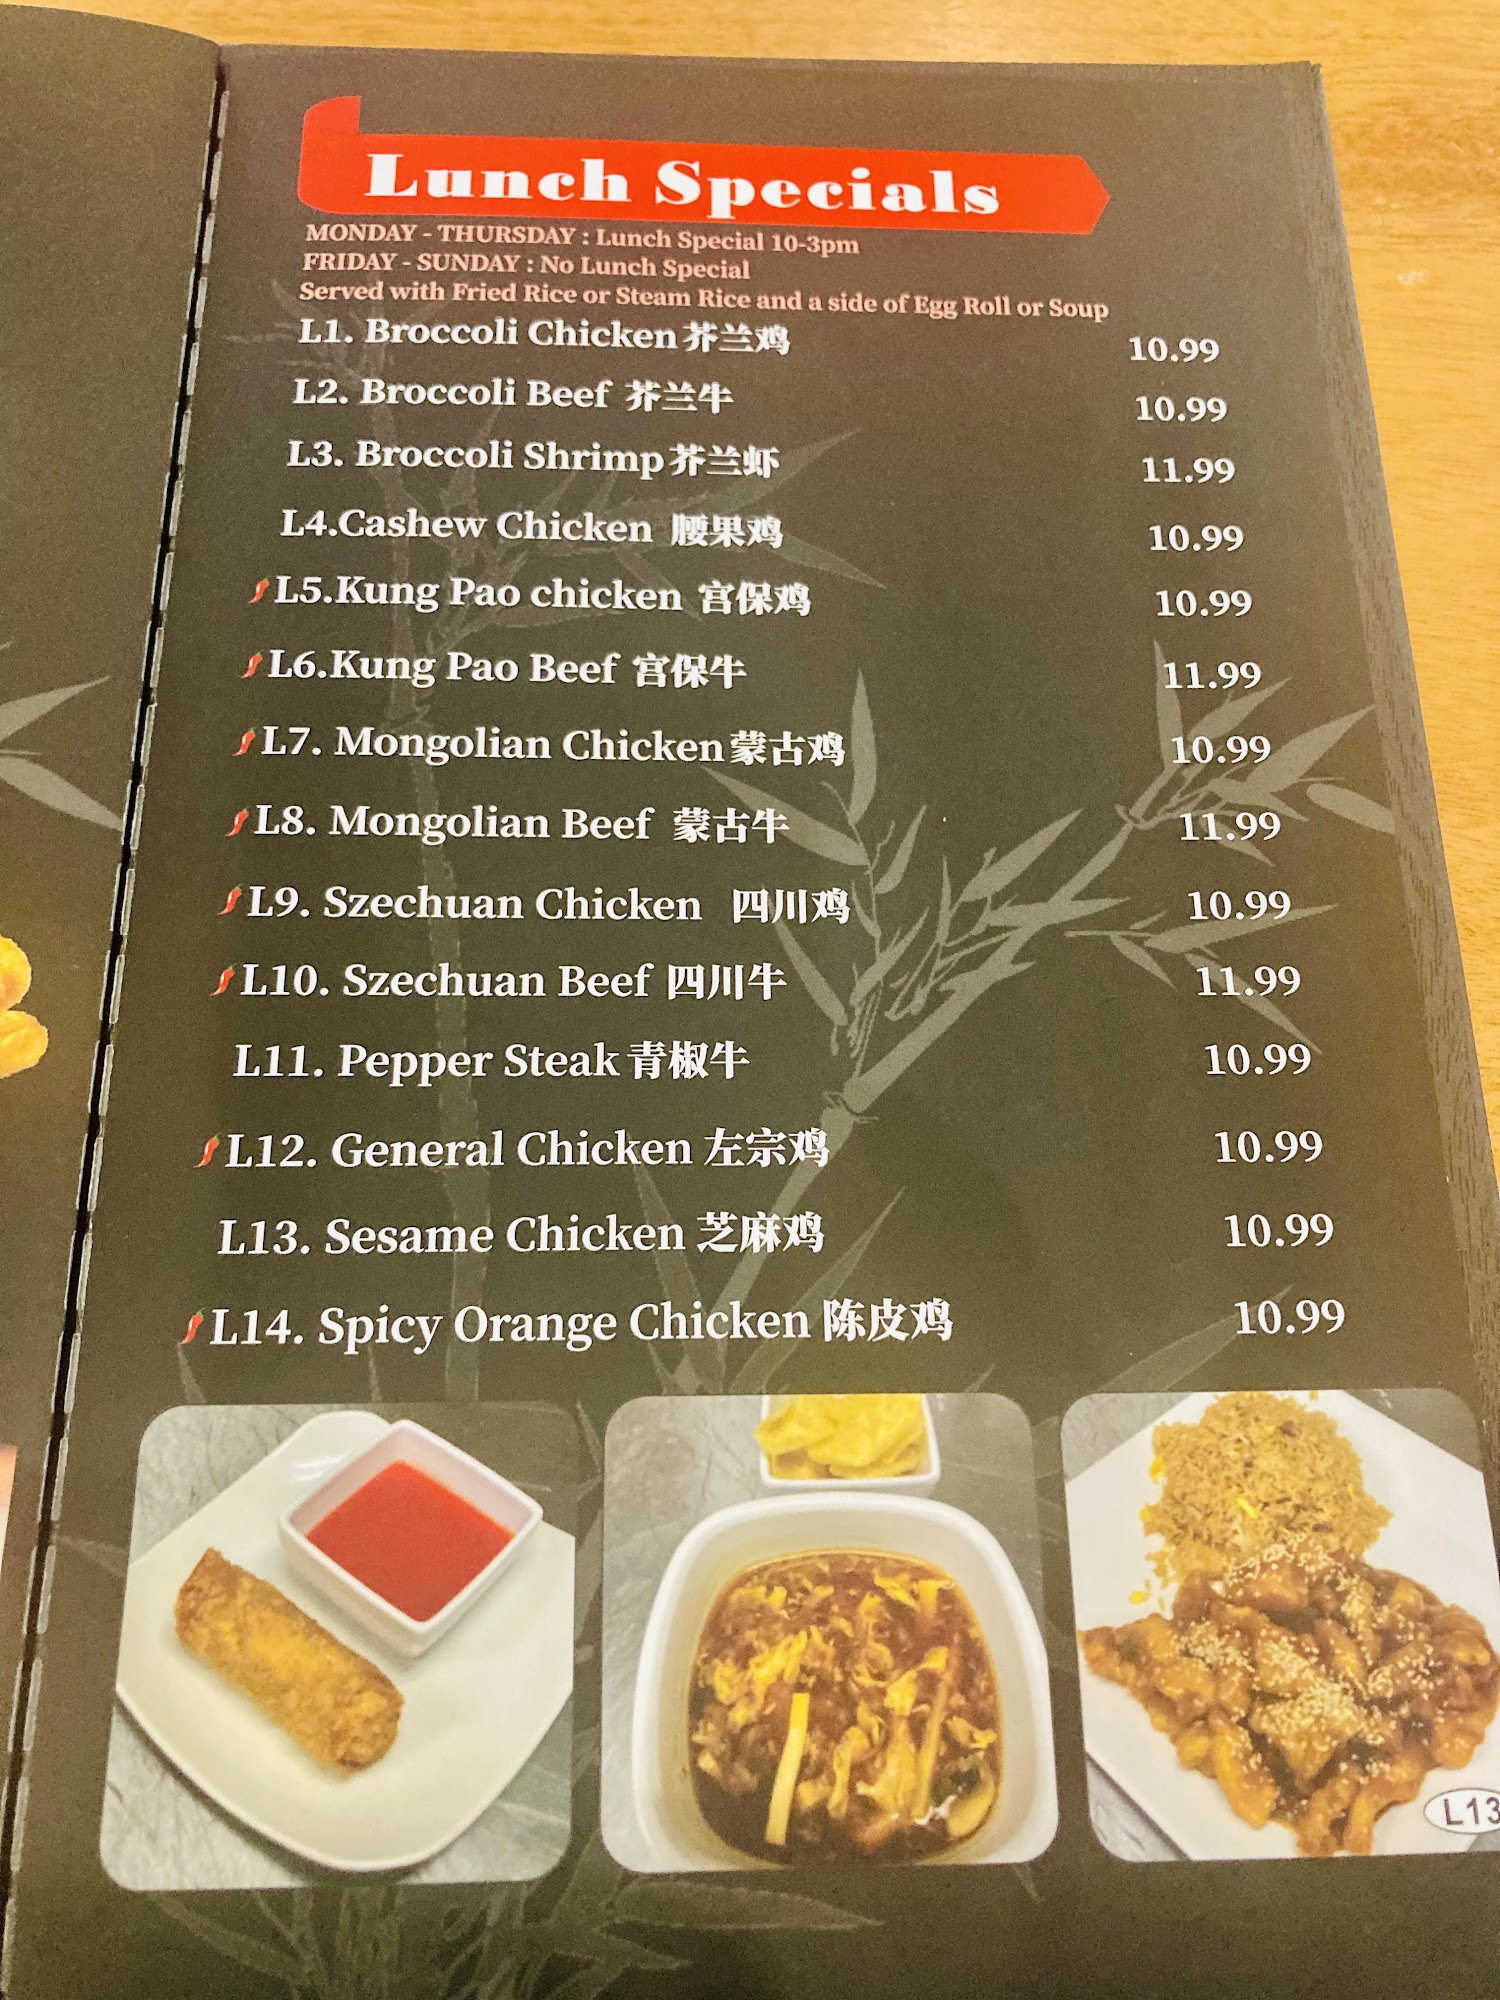 Lunch Specials
MONDAY - THURSDAY : Lunch Special 10-3pm
FRIDAY - SUNDAY : No Lunch Special
Served with Fried Rice or Steam Rice and a side of Egg Roll or Soup
L1. Broccoli Chicken 芥兰鸡 10.99
L2. Broccoli Beef 芥兰牛 10.99
L3. Broccoli Shrimp 芥兰虾 11.99
L4.Cashew Chicken 腰果鸡 10.99
L5.Kung Pao chicken 宫保鸡 10.99
L6.Kung Pao Beef 宫保牛 11.99
L7. Mongolian Chicken 蒙古鸡 10.99
L8. Mongolian Beef 蒙古牛 11.99
L9. Szechuan Chicken 四川鸡 10.99
L10. Szechuan Beef 四川牛 11.99
L11. Pepper Steak 青椒牛 10.99
L12. General Chicken 左宗鸡 10.99
L13. Sesame Chicken 芝麻鸡 10.99
L14. Spicy Orange Chicken 陈皮鸡 10.99
L13